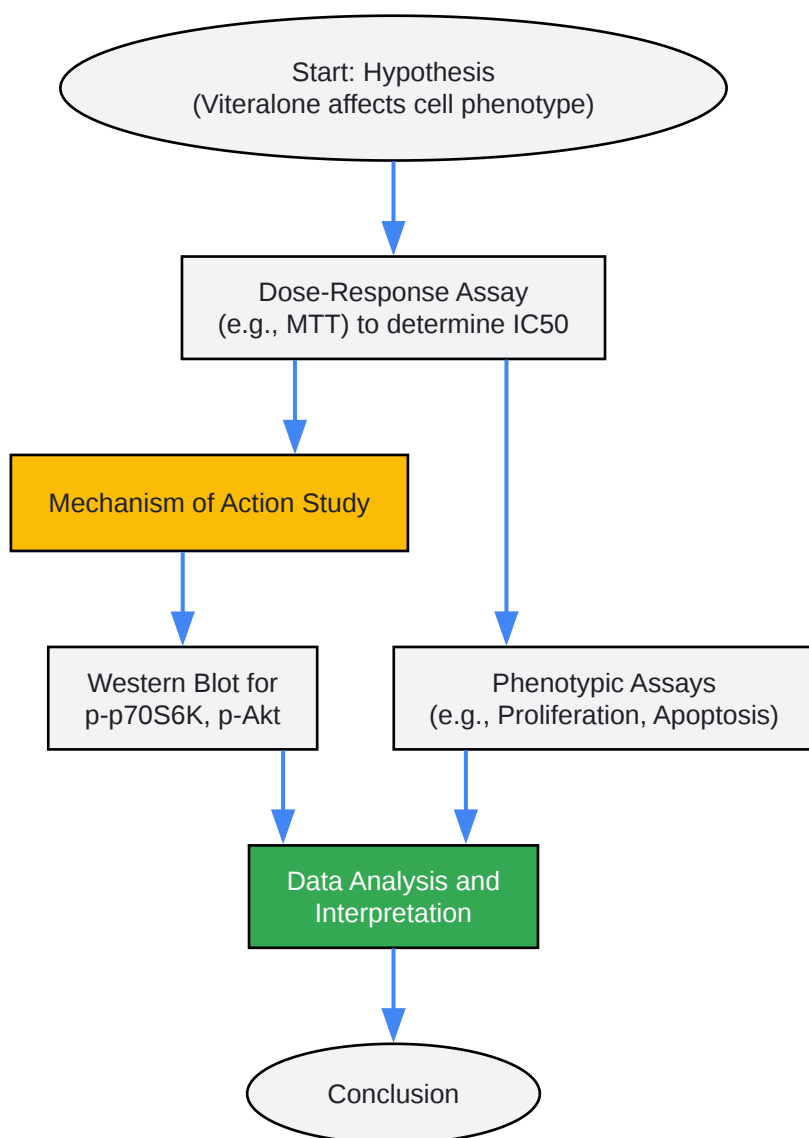 Start: Hypothesis
(Viteralone affects cell phenotype)
Dose-Response Assay
(e.g., MTT) to determine IC50
Mechanism of Action Study
Western Blot for
p-p70S6K, p-Akt
Phenotypic Assays
(e.g., Proliferation, Apoptosis)
Data Analysis and
Interpretation
Conclusion